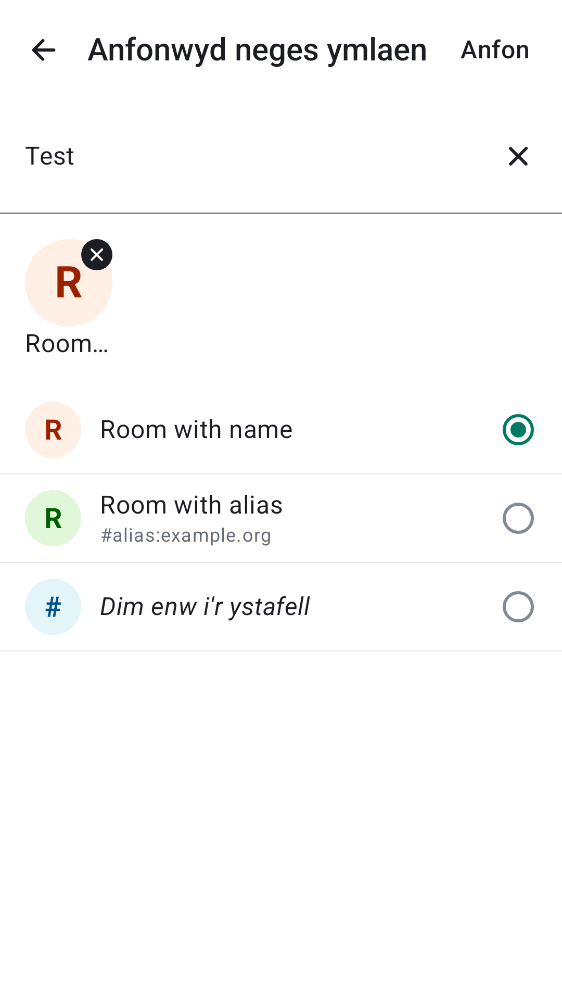 Anfonwyd neges ymlaen Anfon
Test
R
Room…
R Room with name
R Room with alias
#alias:example.org
# Dim enw i'r ystafell